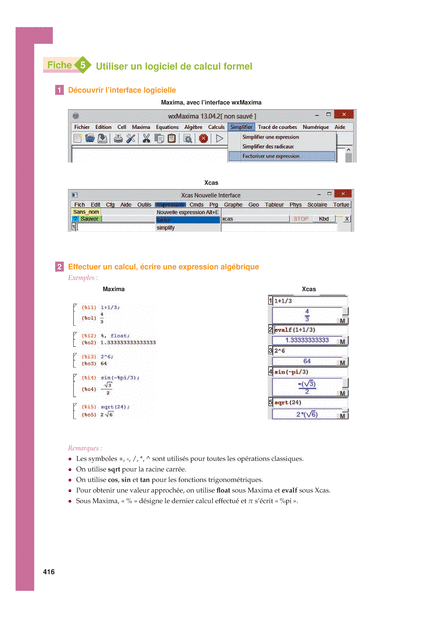 Fiche 5 Utiliser un logiciel de calcul formel
1 Découvrir l'interface logicielle
Maxima, avec l'interface wxMaxima
wxMaxima 13.04.2[ non sauvé ]
Fichier Edition Cell Maxima Equations Algèbre Calculs Simplifier Tracé de courbes Numérique Aide
Simplifier une expression
Simplifier des radicaux
Factoriser une expression
Xcas
Xcas Nouvelle Interface
Fich Edit Cfg Aide Outils Expression Cmds Prg Graphe Geo Tableur Phys Scolaire Tortue
Sans_nom
Nouvelle expression Alt+E
? Sauver xcas STOP Kbd X
1 simplify
2 Effectuer un calcul, écrire une expression algébrique
Exemples :
Maxima
(%i1) 1+1/3;
(%o1) 4/3
(%i2) %, float;
(%o2) 1.333333333333333
(%i3) 2^6;
(%o3) 64
(%i4) sin(-%pi/3);
(%o4) -√3/2
(%i5) sqrt(24);
(%o5) 2√6
Xcas
1 1+1/3
4/3 M
2 evalf(1+1/3)
1.33333333333 M
3 2^6
64 M
4 sin(-pi/3)
-(√3)/2 M
5 sqrt(24)
2*(√6) M
Remarques :
• Les symboles +, -, /, *, ^ sont utilisés pour toutes les opérations classiques.
• On utilise sqrt pour la racine carrée.
• On utilise cos, sin et tan pour les fonctions trigonométriques.
• Pour obtenir une valeur approchée, on utilise float sous Maxima et evalf sous Xcas.
• Sous Maxima, « % » désigne le dernier calcul effectué et π s'écrit « %pi ».
416